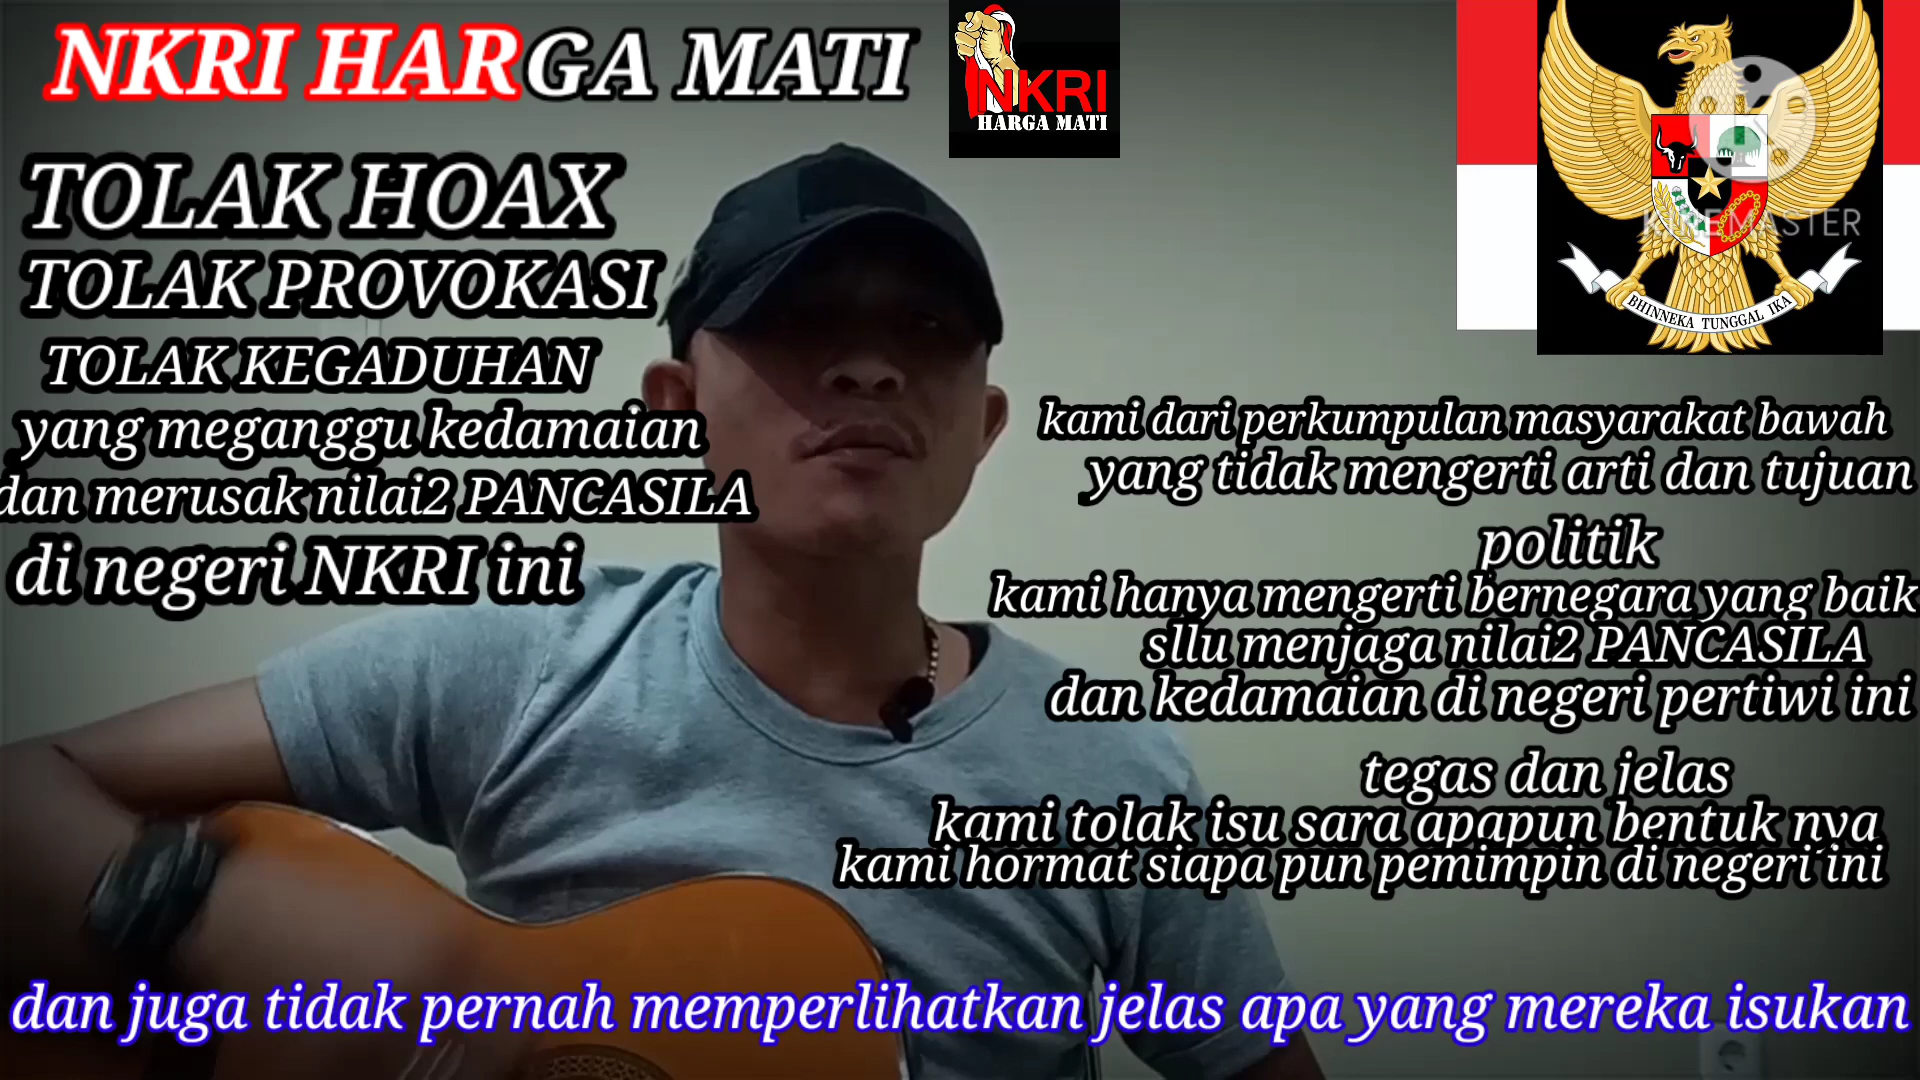 NKRI HARGA MATI
NKRI
HARGA MATI
TOLAK HOAX
TOLAK PROVOKASI
TOLAK KEGADUHAN
yang meganggu kedamaian
dan merusak nilai2 PANCASILA
di negeri NKRI ini
BHINNEKA TUNGGAL IKA
KINEMASTER
kami dari perkumpulan masyarakat bawah
yang tidak mengerti arti dan tujuan
politik
kami hanya mengerti bernegara yang baik
sllu menjaga nilai2 PANCASILA
dan kedamaian di negeri pertiwi ini
tegas dan jelas
kami tolak isu sara apapun bentuk nya
kami hormat siapa pun pemimpin di negeri ini
dan juga tidak pernah memperlihatkan jelas apa yang mereka isukan